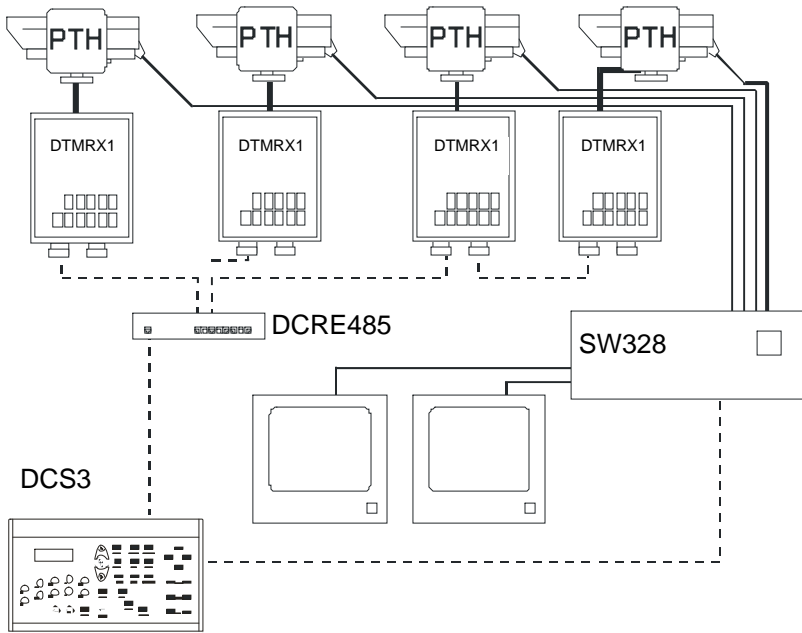 PTH
PTH
PTH
PTH
DTMRX1
DTMRX1
DTMRX1
DTMRX1
DCRE485
SW328
DCS3